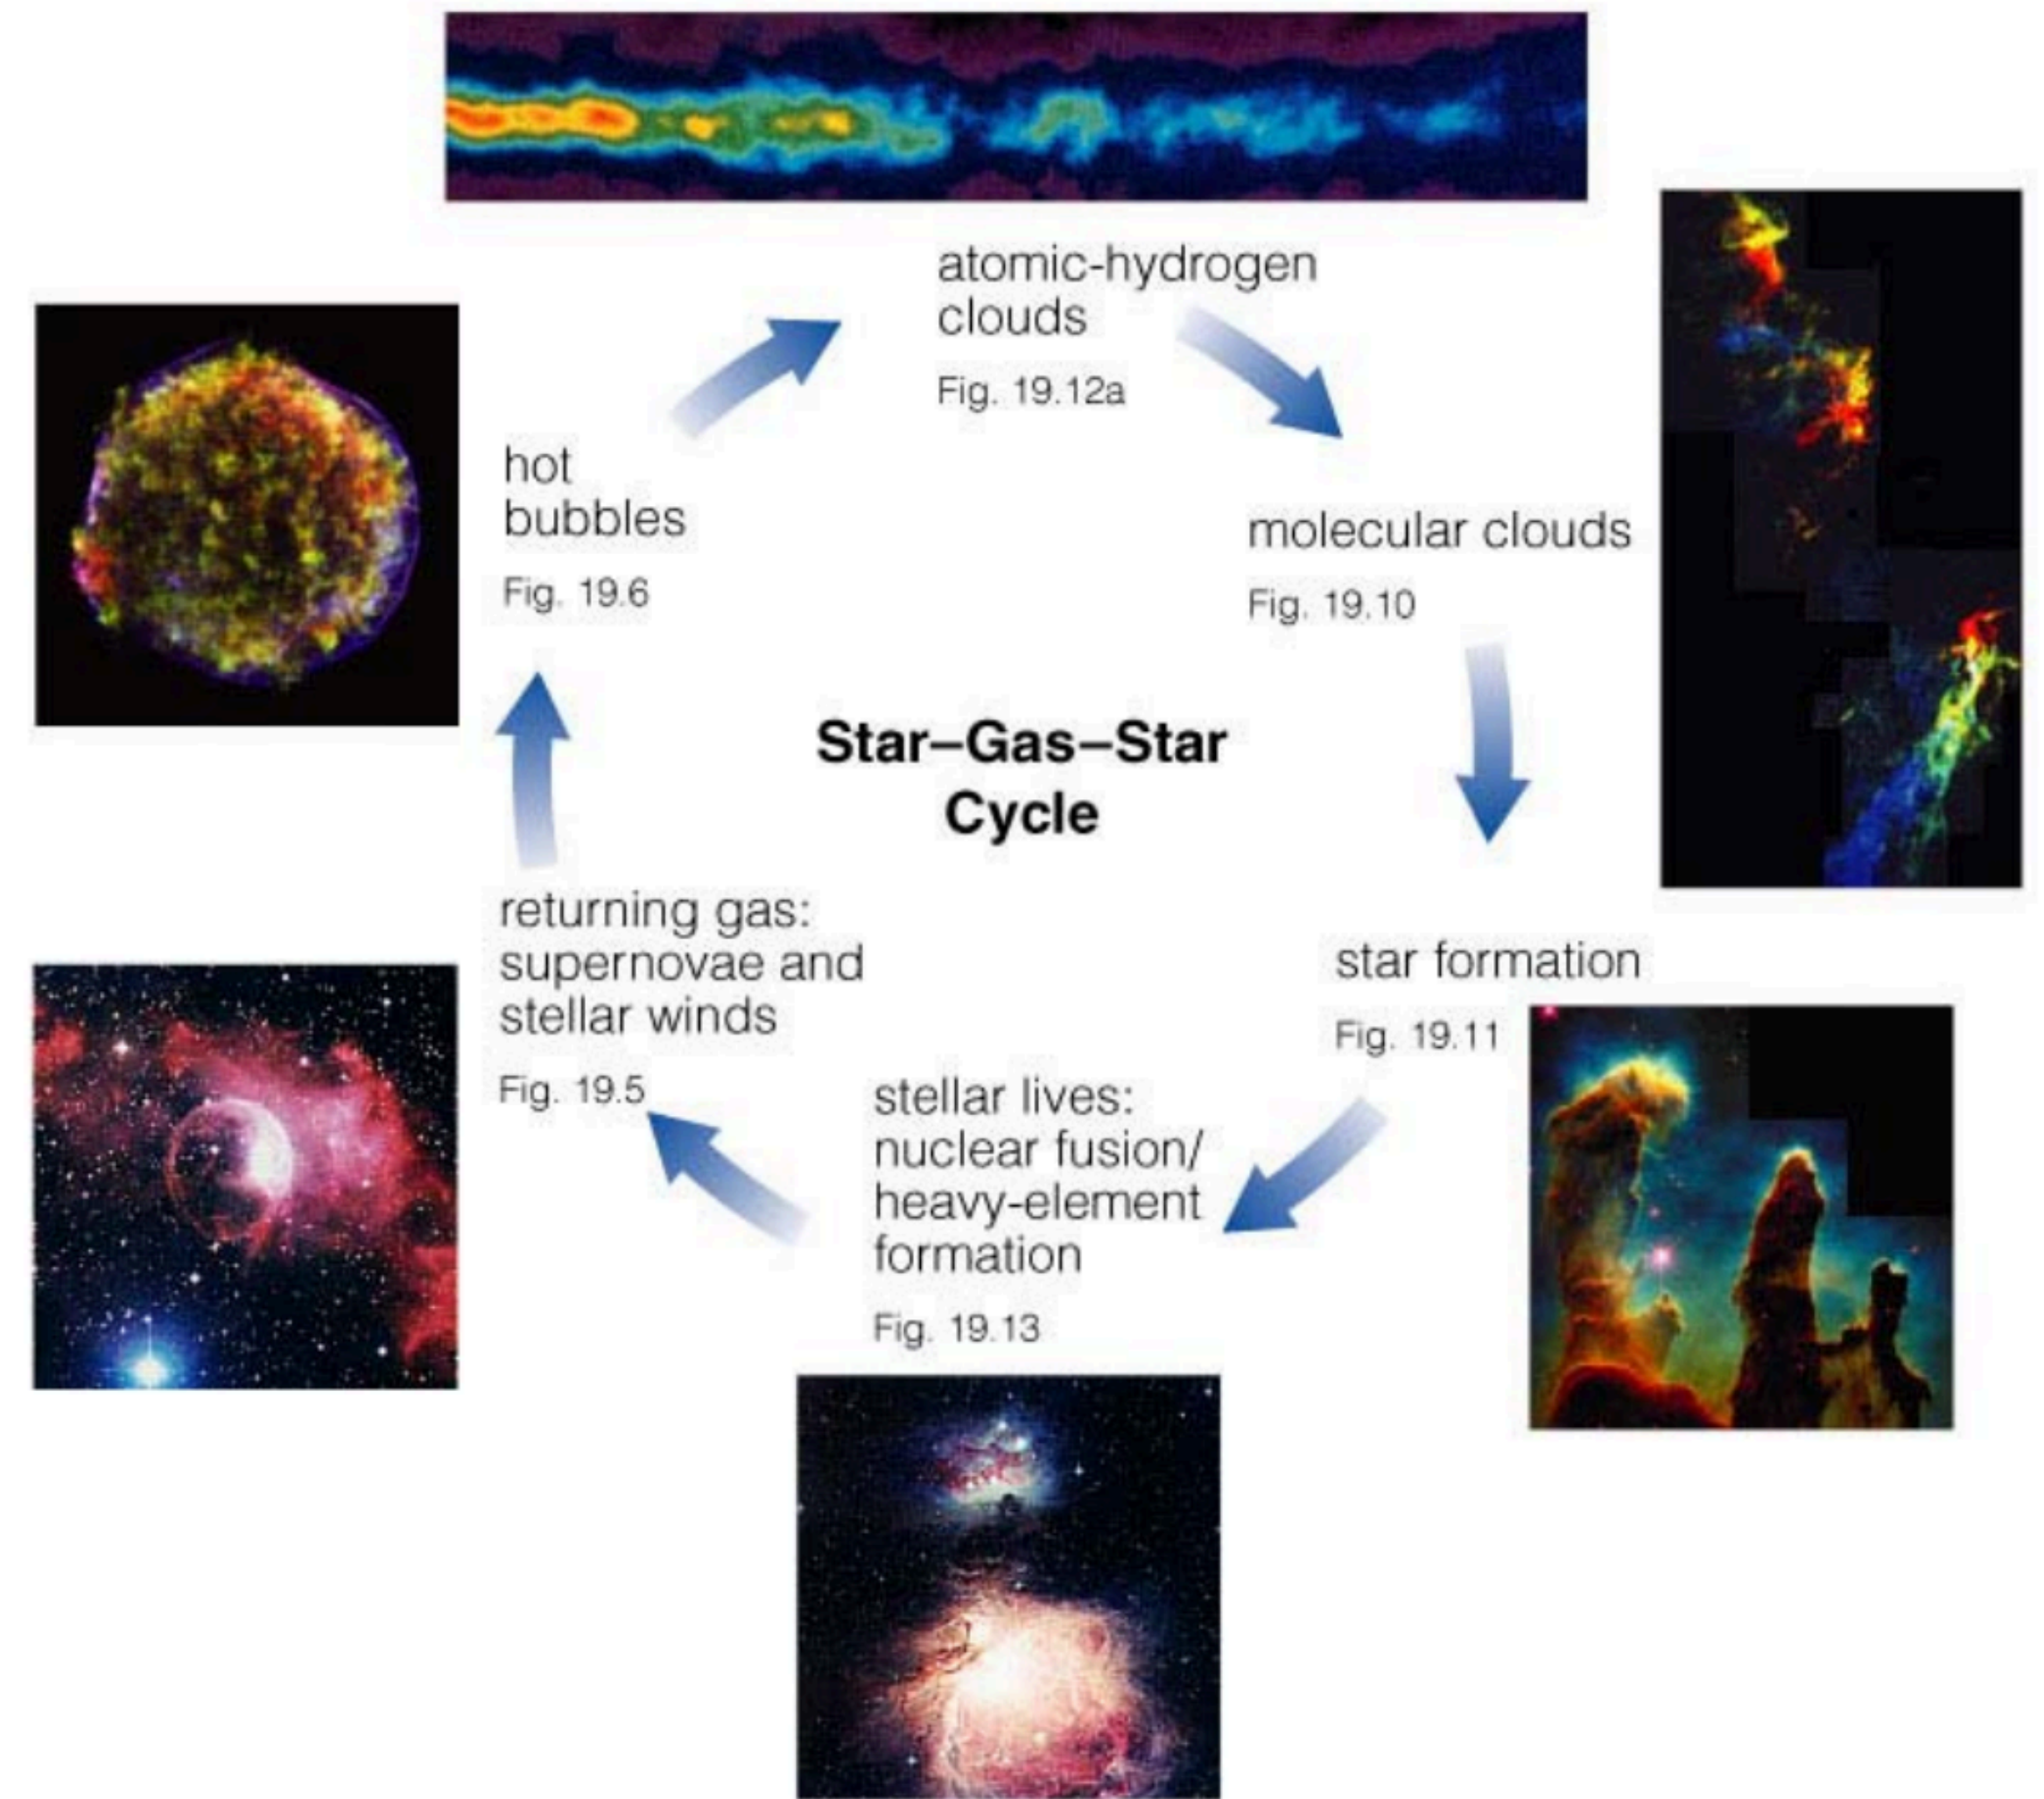 atomic-hydrogen
clouds
Fig. 19.12a
hot
bubbles
Fig. 19.6
molecular clouds
Fig. 19.10
Star–Gas–Star
Cycle
returning gas:
supernovae and
stellar winds
Fig. 19.5
star formation
Fig. 19.11
stellar lives:
nuclear fusion/
heavy-element
formation
Fig. 19.13